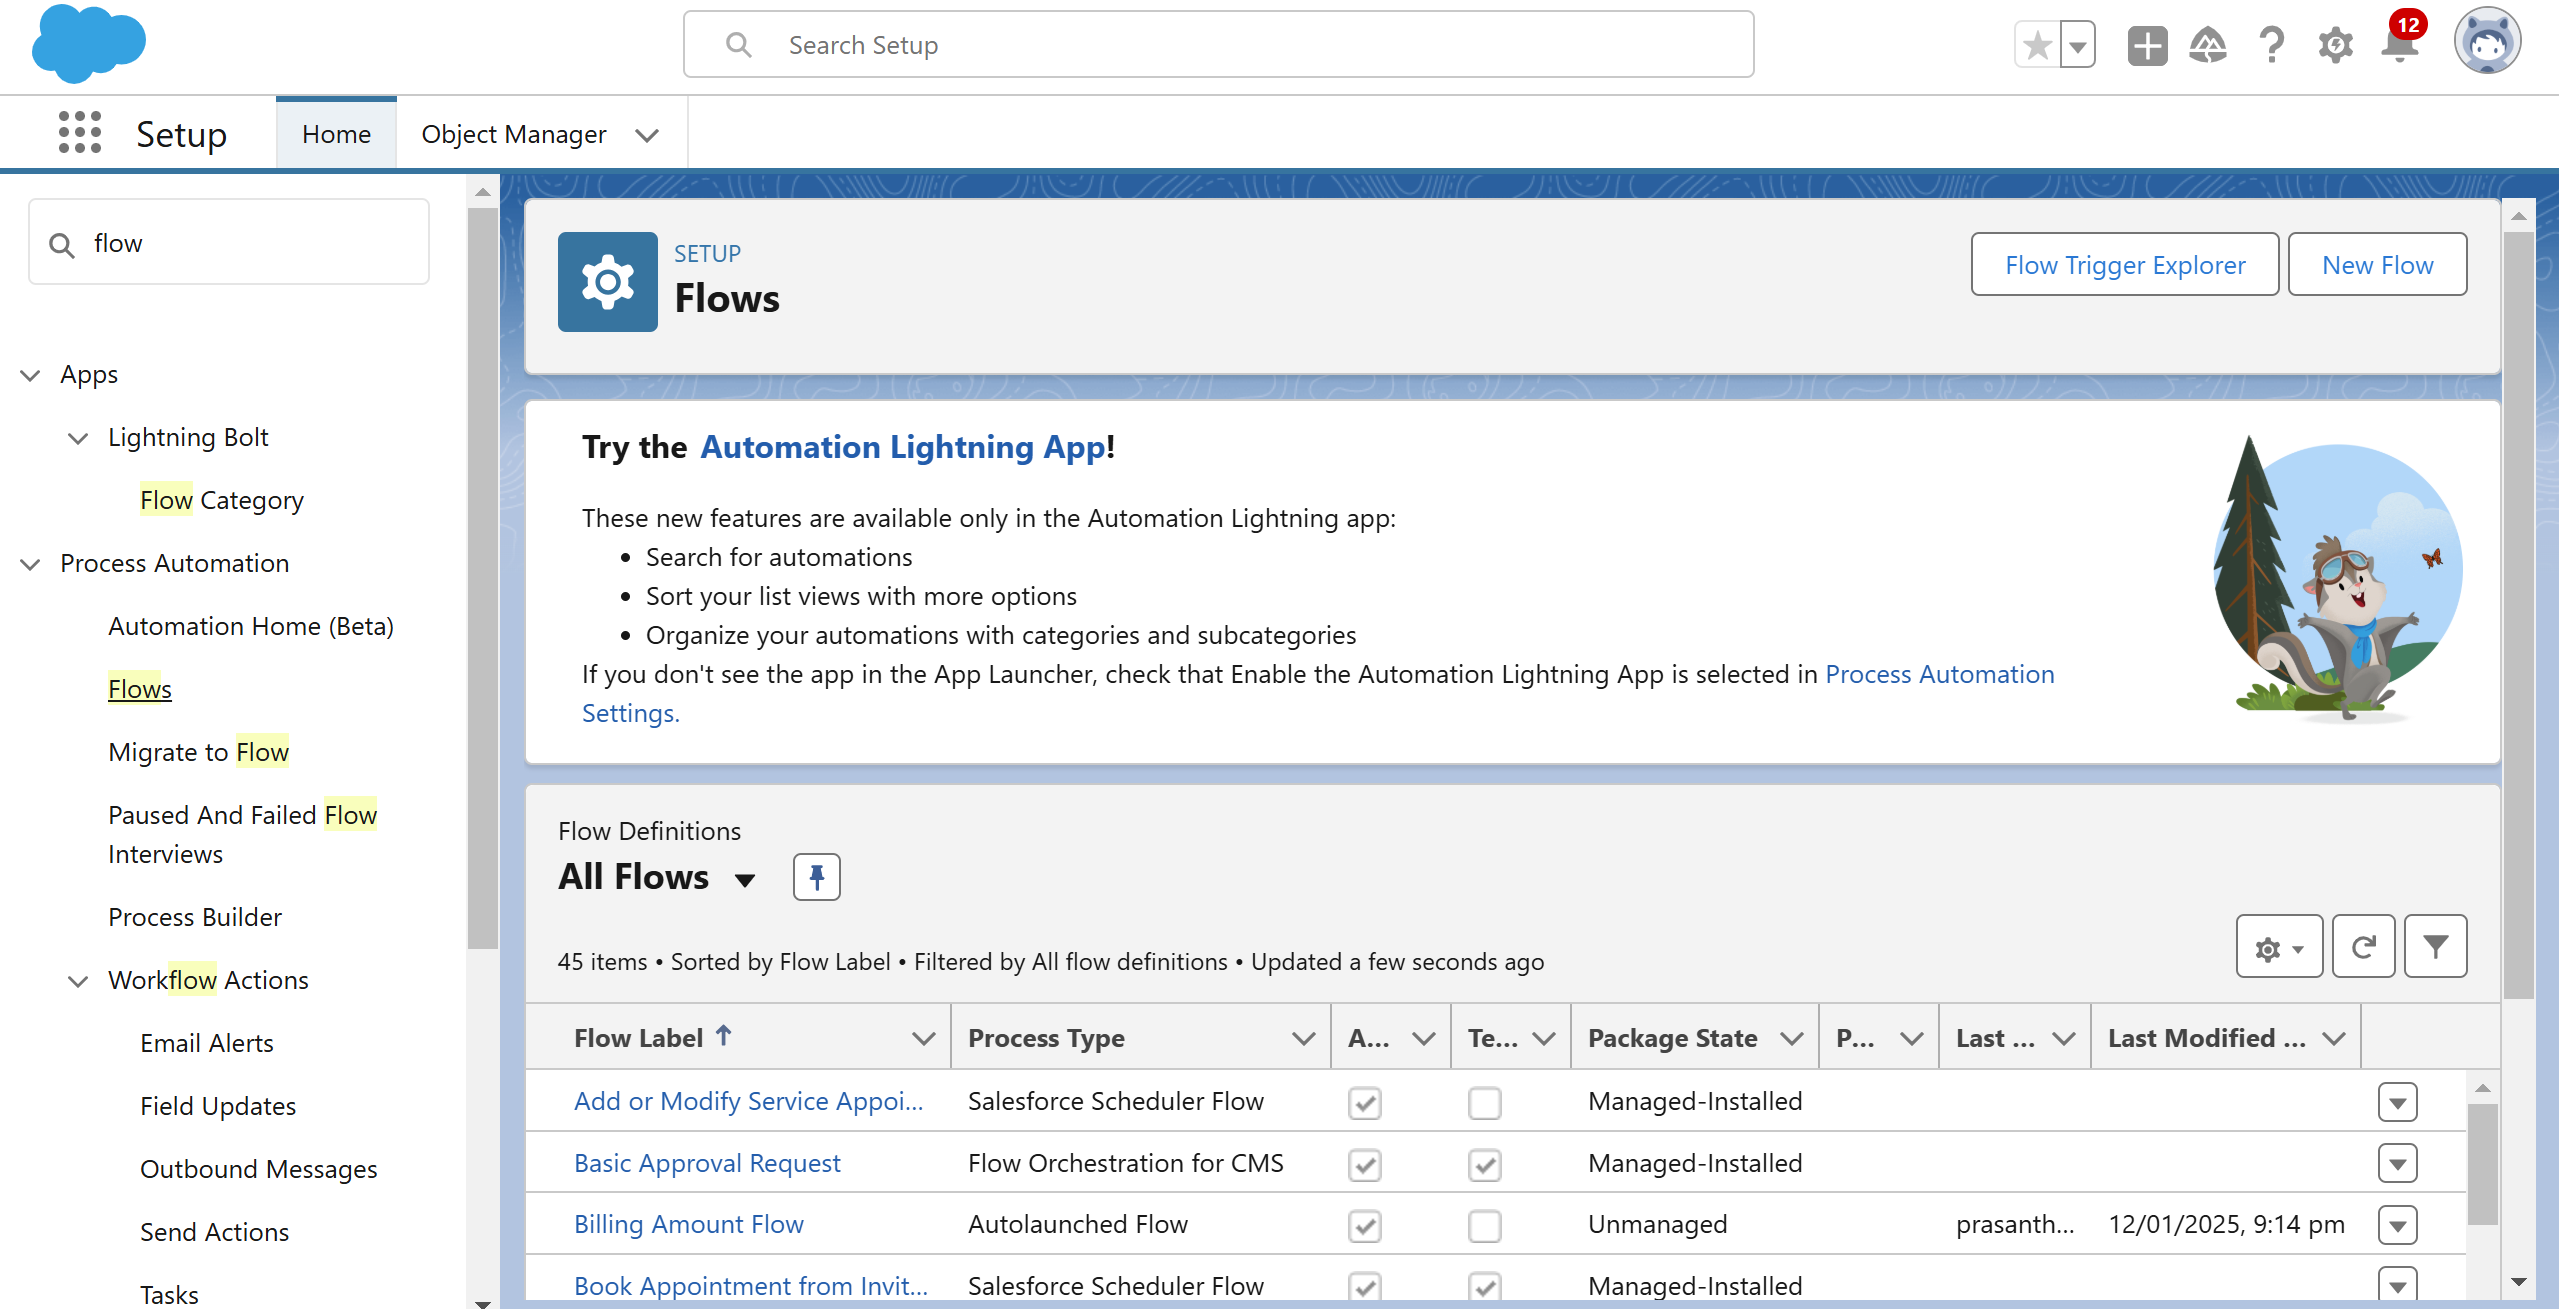 Search Setup
12
Setup
Home
Object Manager
flow
Apps
Lightning Bolt
Flow Category
Process Automation
Automation Home (Beta)
Flows
Migrate to Flow
Paused And Failed Flow
Interviews
Process Builder
Workflow Actions
Email Alerts
Field Updates
Outbound Messages
Send Actions
Tasks
SETUP
Flows
Flow Trigger Explorer
New Flow
Try the Automation Lightning App!
These new features are available only in the Automation Lightning app:
• Search for automations
• Sort your list views with more options
• Organize your automations with categories and subcategories
If you don't see the app in the App Launcher, check that Enable the Automation Lightning App is selected in Process Automation
Settings.
Flow Definitions
All Flows
45 items • Sorted by Flow Label • Filtered by All flow definitions • Updated a few seconds ago
Flow Label Process Type A... Te... Package State P... Last ... Last Modified ...
Add or Modify Service Appoi... Salesforce Scheduler Flow Managed-Installed
Basic Approval Request Flow Orchestration for CMS Managed-Installed
Billing Amount Flow Autolaunched Flow Unmanaged prasanth... 12/01/2025, 9:14 pm
Book Appointment from Invit... Salesforce Scheduler Flow Managed-Installed